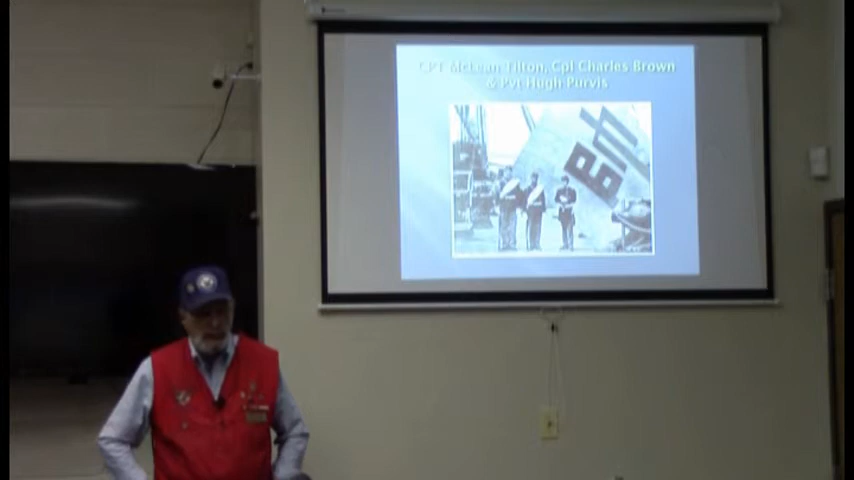 CPT McLean Tilton, Cpl Charles Brown
& Pvt Hugh Purvis